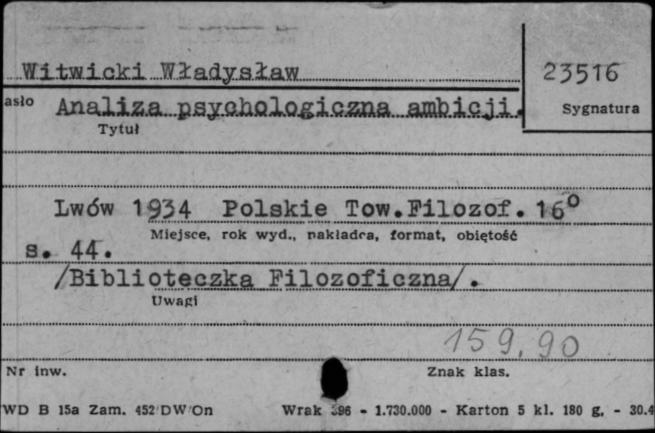 Witwicki Władysław
23516
asło Analiza psychologiczna ambicji.
Sygnatura
Tytuł
Lwów 1934 Polskie Tow.Filozof. 16°
Miejsce, rok wyd., nakładca, format, objętość
s. 44.
/Biblioteczka Filozoficzna/.
Uwagi
159,90
Nr inw.
Znak klas.
WD B 15a Zam. 452 DW On Wrak 396 - 1.730.000 - Karton 5 kl. 180 g. - 30.4